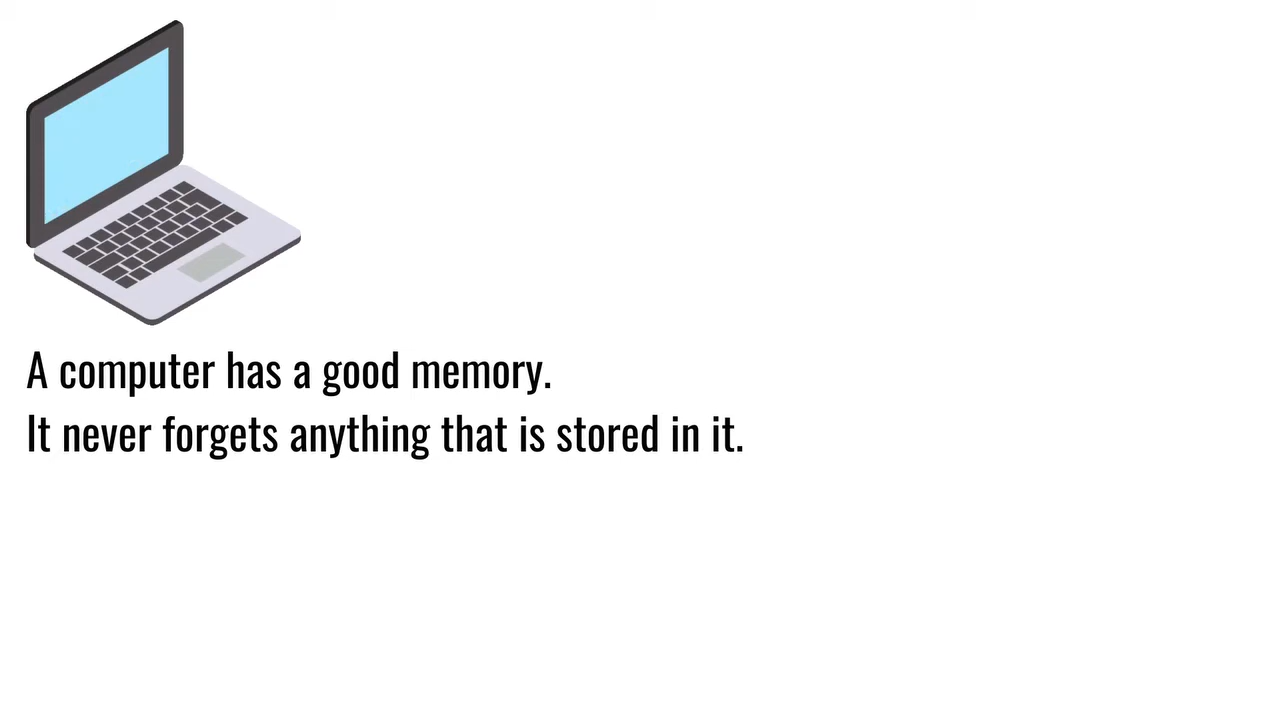 A computer has a good memory.
It never forgets anything that is stored in it.